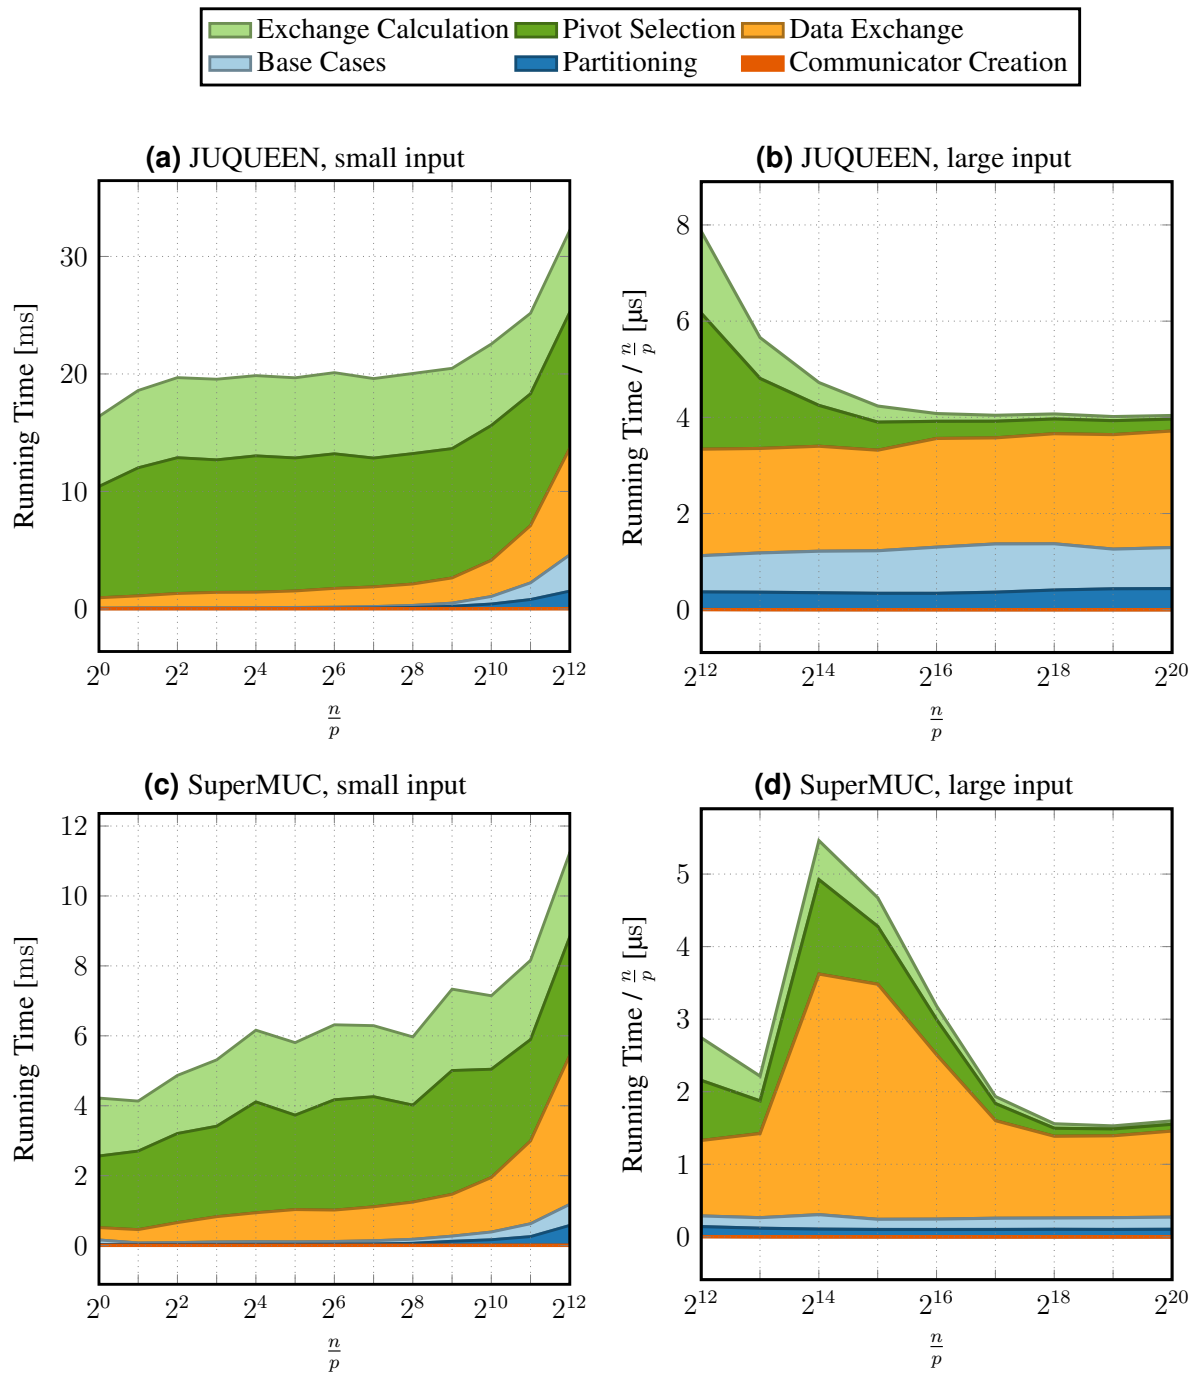 Exchange Calculation Pivot Selection Data Exchange
Base Cases Partitioning Communicator Creation
(a) JUQUEEN, small input
30
20
10
0
2^0 2^2 2^4 2^6 2^8 2^10 2^12
n/p
Running Time [ms]
(b) JUQUEEN, large input
8
6
4
2
0
2^12 2^14 2^16 2^18 2^20
n/p
Running Time / n/p [µs]
(c) SuperMUC, small input
12
10
8
6
4
2
0
2^0 2^2 2^4 2^6 2^8 2^10 2^12
n/p
Running Time [ms]
(d) SuperMUC, large input
5
4
3
2
1
0
2^12 2^14 2^16 2^18 2^20
n/p
Running Time / n/p [µs]